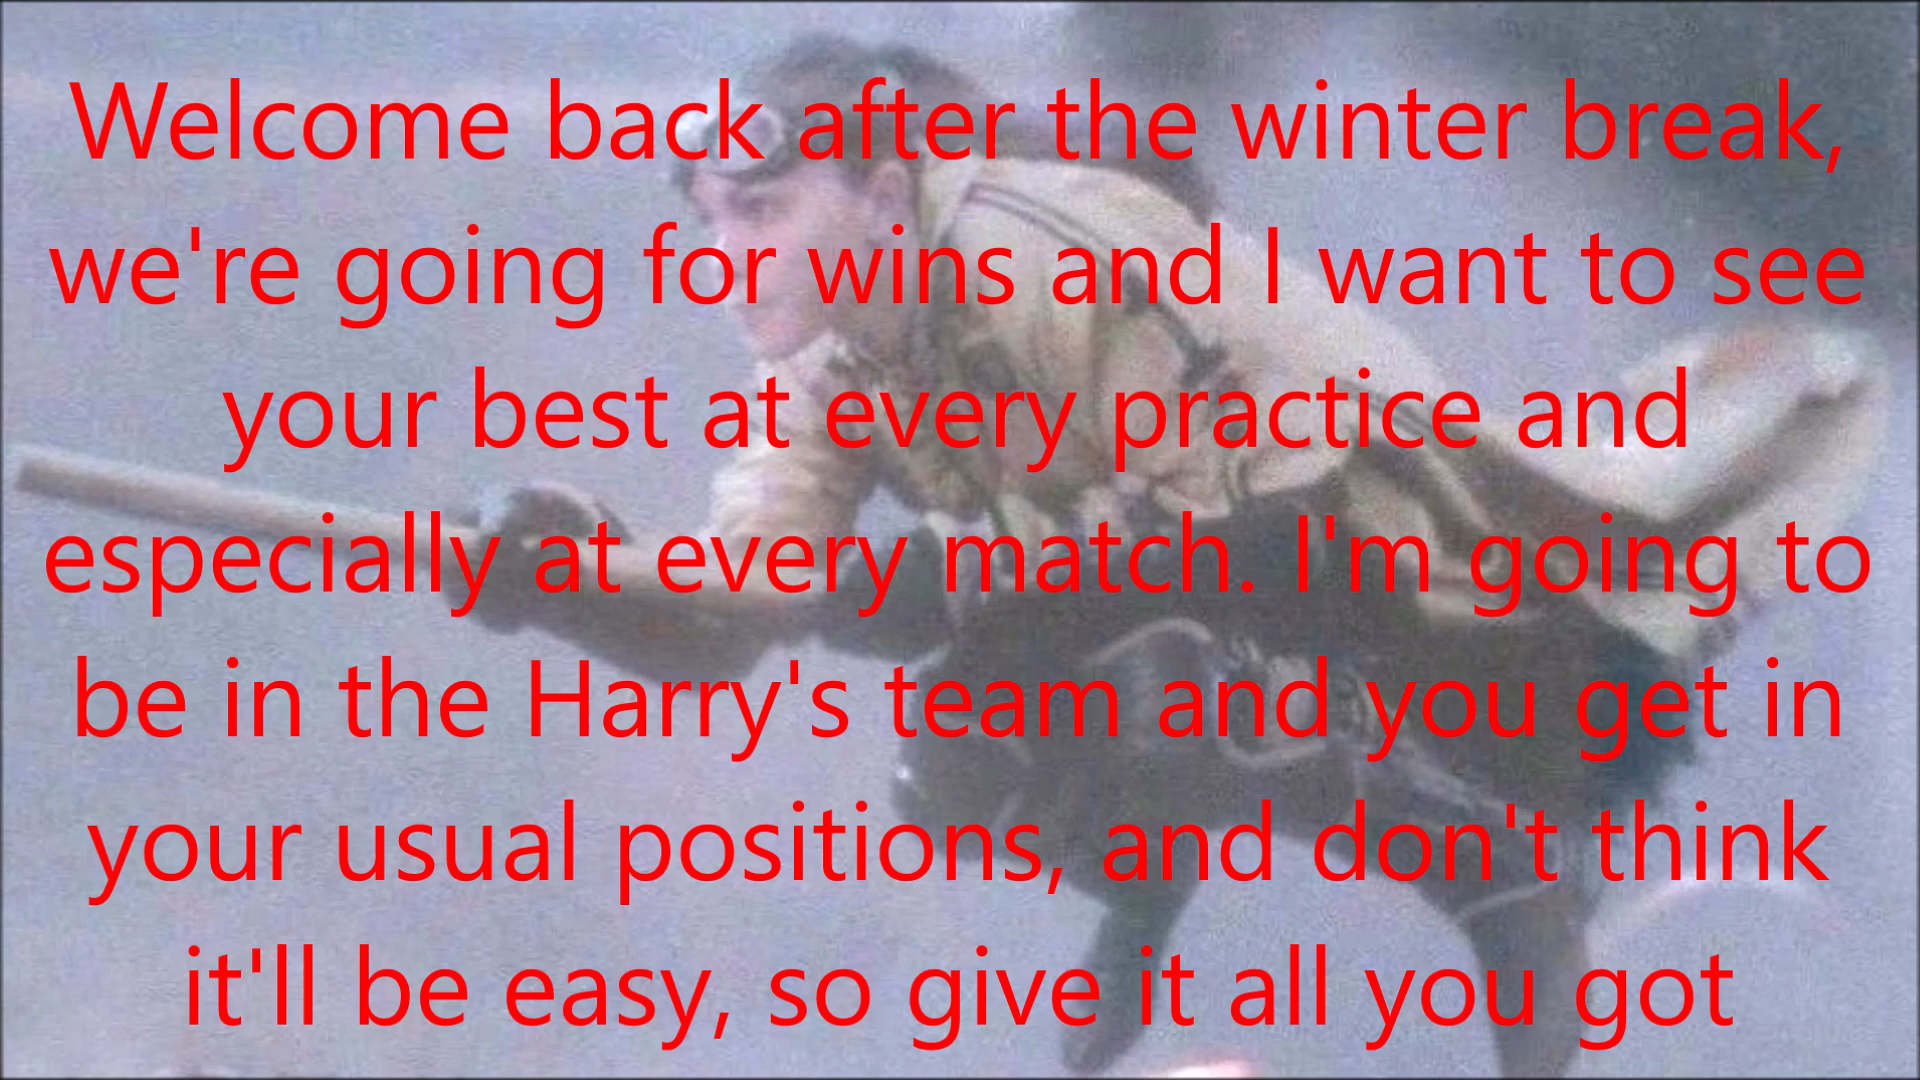 Welcome back after the winter break,
we're going for wins and I want to see
your best at every practice and
especially at every match. I'm going to
be in the Harry's team and you get in
your usual positions, and don't think
it'll be easy, so give it all you got